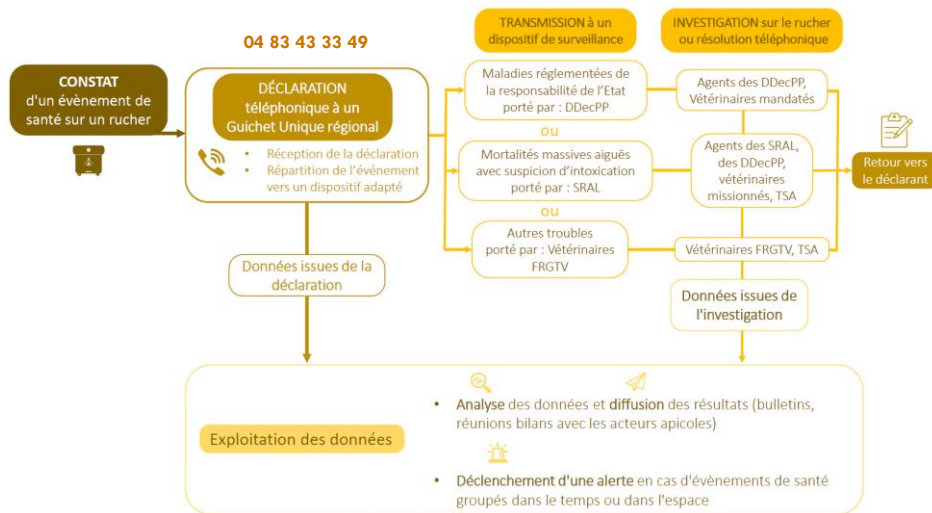 04 83 43 33 49
TRANSMISSION à un
dispositif de surveillance
INVESTIGATION sur le rucher
ou résolution téléphonique
CONSTAT
d'un évènement de
santé sur un rucher
DÉCLARATION
téléphonique à un
Guichet Unique régional
• Réception de la déclaration
• Répartition de l'événement
vers un dispositif adapté
Maladies réglementées de
la responsabilité de l'Etat
porté par : DDecPP
ou
Mortalités massives aiguës
avec suspicion d'intoxication
porté par : SRAL
ou
Autres troubles
porté par : Vétérinaires
FRGTV
Agents des DDecPP,
Vétérinaires mandatés
Agents des SRAL,
des DDecPP,
vétérinaires
missionnés, TSA
Vétérinaires FRGTV, TSA
Retour vers
le déclarant
Données issues de la
déclaration
Données issues de
l'investigation
Exploitation des données
• Analyse des données et diffusion des résultats (bulletins,
réunions bilans avec les acteurs apicoles)
• Déclenchement d'une alerte en cas d'évènements de santé
groupés dans le temps ou dans l'espace